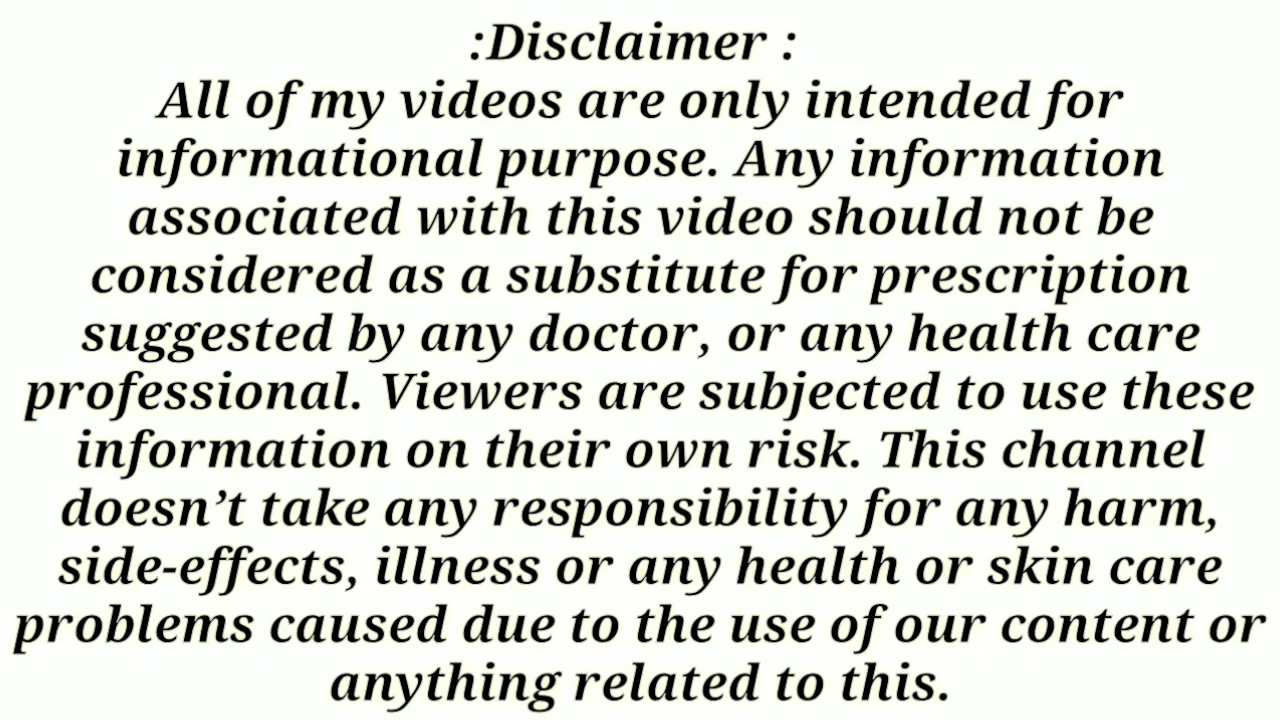 :Disclaimer :
All of my videos are only intended for
informational purpose. Any information
associated with this video should not be
considered as a substitute for prescription
suggested by any doctor, or any health care
professional. Viewers are subjected to use these
information on their own risk. This channel
doesn’t take any responsibility for any harm,
side-effects, illness or any health or skin care
problems caused due to the use of our content or
anything related to this.